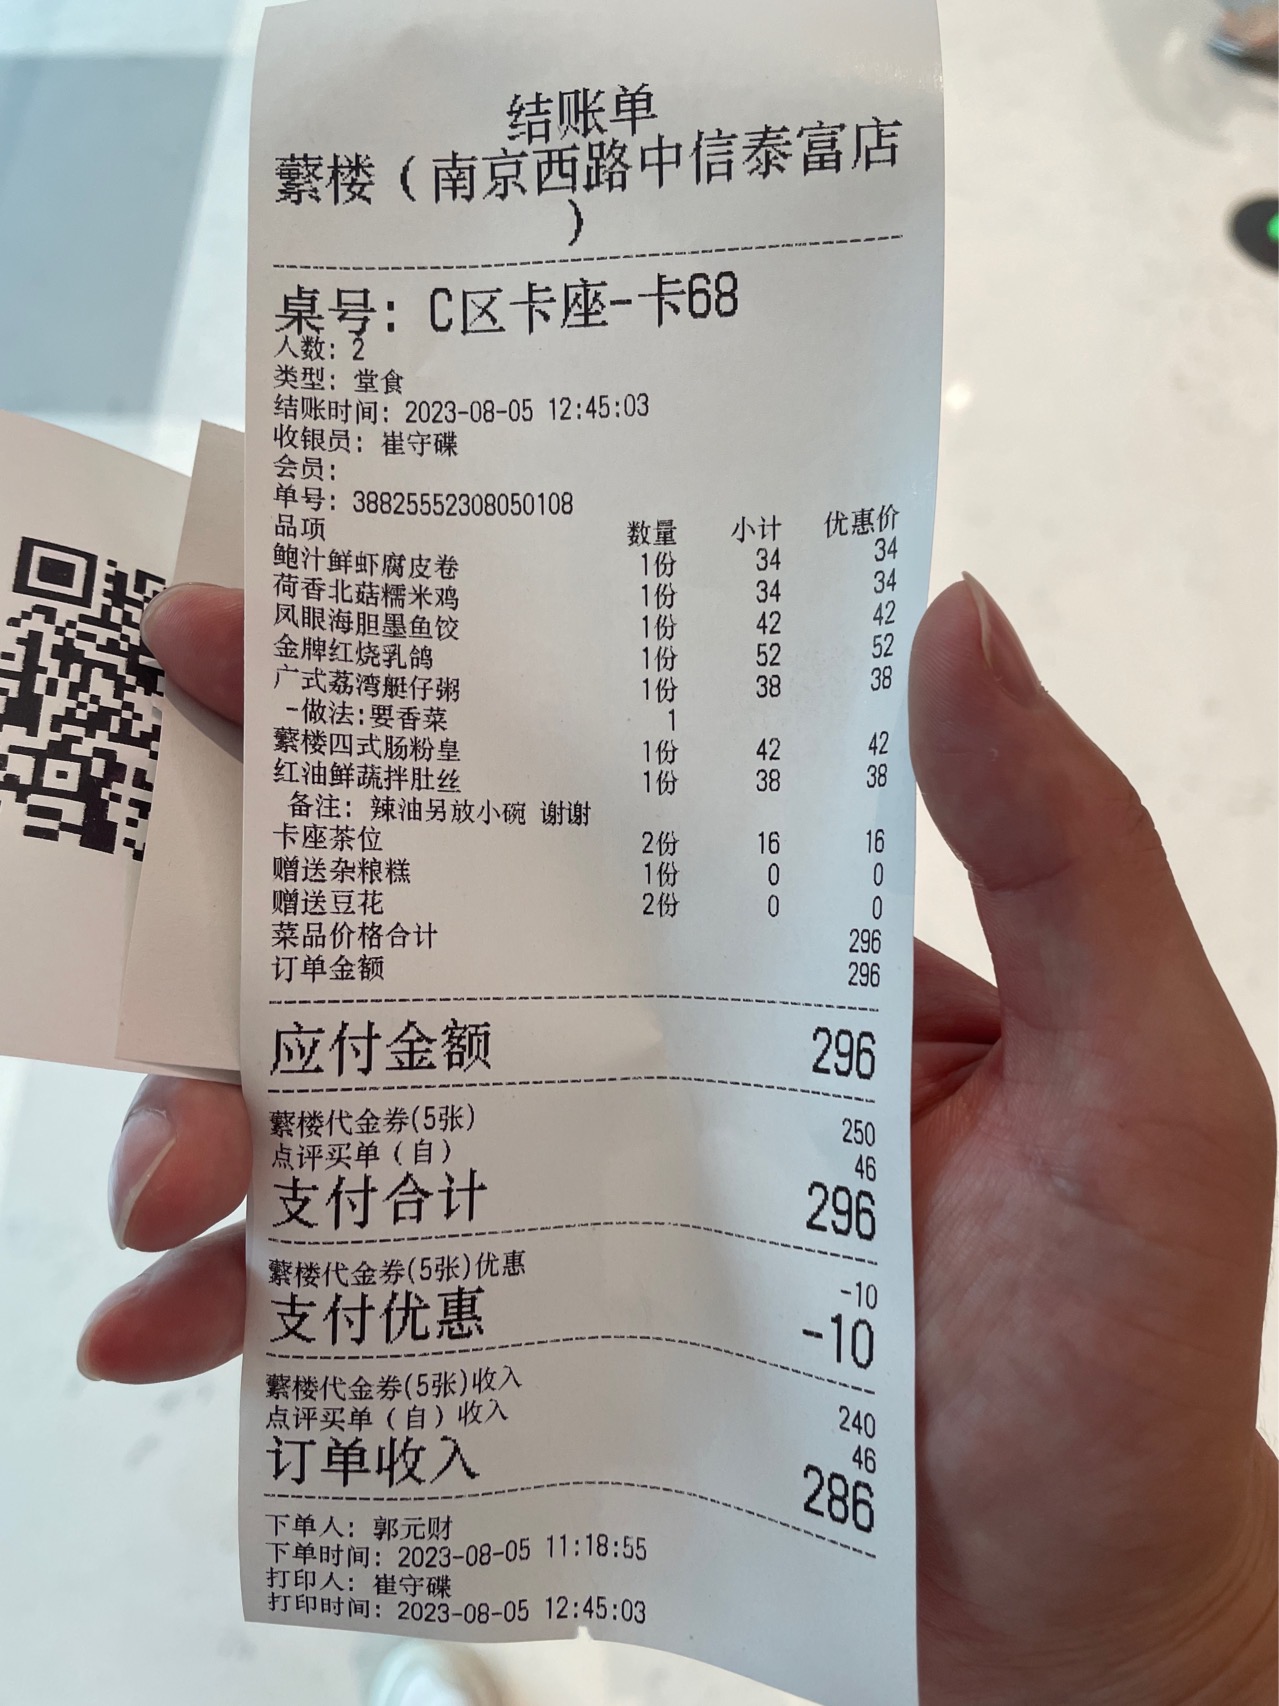 结账单
蘩楼（南京西路中信泰富店
）
桌号：C区卡座-卡68
人数：2
类型：堂食
结账时间：2023-08-05 12:45:03
收银员：崔守碟
会员：
单号：388255552308050108
品项 数量 小计 优惠价
鲍汁鲜虾腐皮卷 1份 34 34
荷香北菇糯米鸡 1份 34 34
凤眼海胆墨鱼饺 1份 42 42
金牌红烧乳鸽 1份 52 52
广式荔湾艇仔粥 1份 38 38
-做法:要香菜 1
蘩楼四式肠粉皇 1份 42 42
红油鲜蔬拌肚丝 1份 38 38
备注：辣油另放小碗 谢谢
卡座茶位 2份 16 16
赠送杂粮糕 1份 0 0
赠送豆花 2份 0 0
菜品价格合计 296
订单金额 296
应付金额 296
蘩楼代金券(5张) 250
点评买单（自） 46
支付合计 296
蘩楼代金券(5张)优惠 -10
支付优惠 -10
蘩楼代金券(5张)收入 240
点评买单（自）收入 46
订单收入 286
下单人：郭元财
下单时间：2023-08-05 11:18:55
打印人：崔守碟
打印时间：2023-08-05 12:45:03